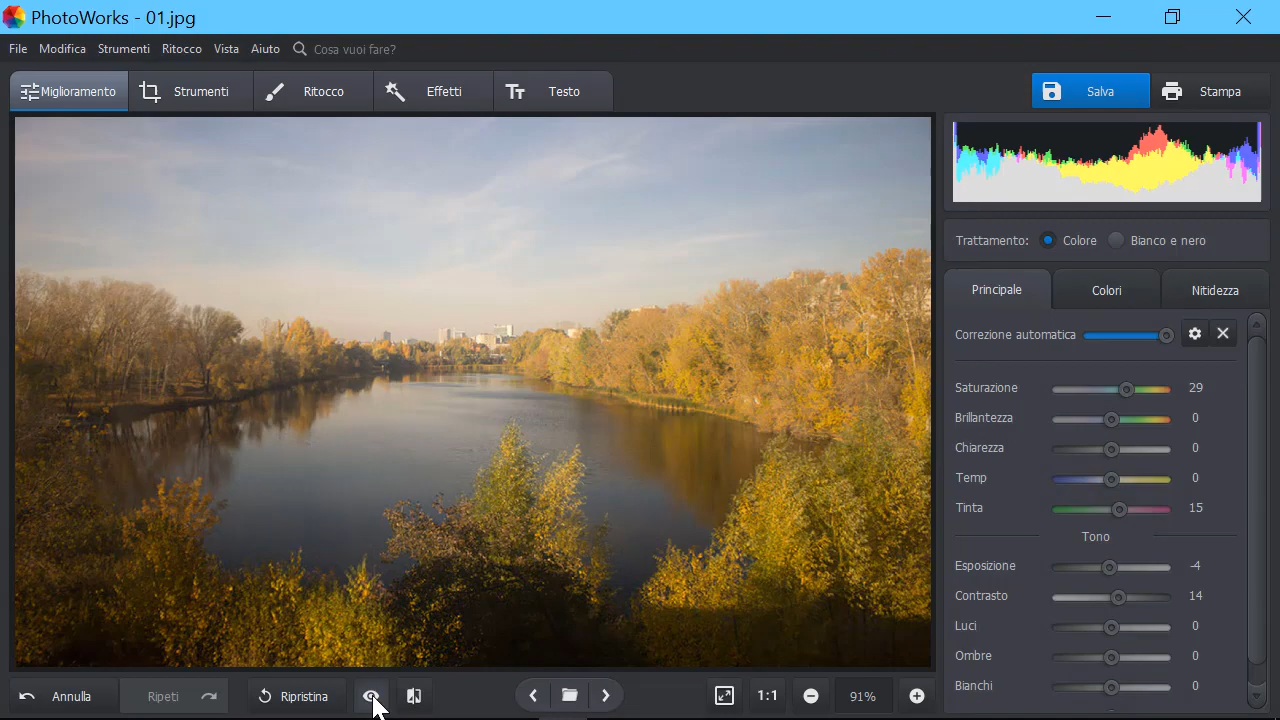 PhotoWorks - 01.jpg
File Modifica Strumenti Ritocco Vista Aiuto Cosa vuoi fare?
Miglioramento Strumenti Ritocco Effetti Testo Salva Stampa
Trattamento: Colore Bianco e nero
Principale Colori Nitidezza
Correzione automatica
Saturazione 29
Brillantezza 0
Chiarezza 0
Temp 0
Tinta 15
Tono
Esposizione -4
Contrasto 14
Luci 0
Ombre 0
Bianchi 0
Annulla Ripeti Ripristina 1:1 91%